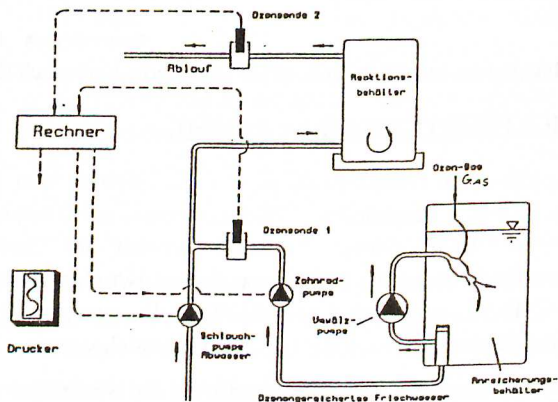 Ozonsonde 2
Ablauf
Reaktions-
behälter
Rechner
Ozon-Gas
GAS
Ozonsonde 1
Zahnrad-
pumpe
Umwälz-
pumpe
Drucker
Schlauch-
pumpe
Abwasser
Anreicherungs-
behälter
Ozonangereichertes Frischwasser